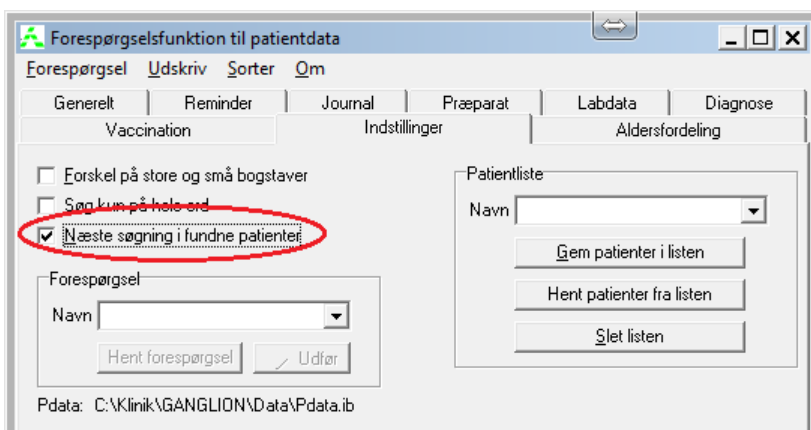 Forespørgselsfunktion til patientdata
Forespørgsel Udskriv Sorter Om
Generelt Reminder Journal Præparat Labdata Diagnose
Vaccination Indstillinger Aldersfordeling
Forskel på store og små bogstaver
Søg kun på hele ord
Næste søgning i fundne patienter
Forespørgsel
Navn
Hent forespørgsel Udfør
Pdata: C:\Klinik\GANGLION\Data\Pdata.ib
Patientliste
Navn
Gem patienter i listen
Hent patienter fra listen
Slet listen